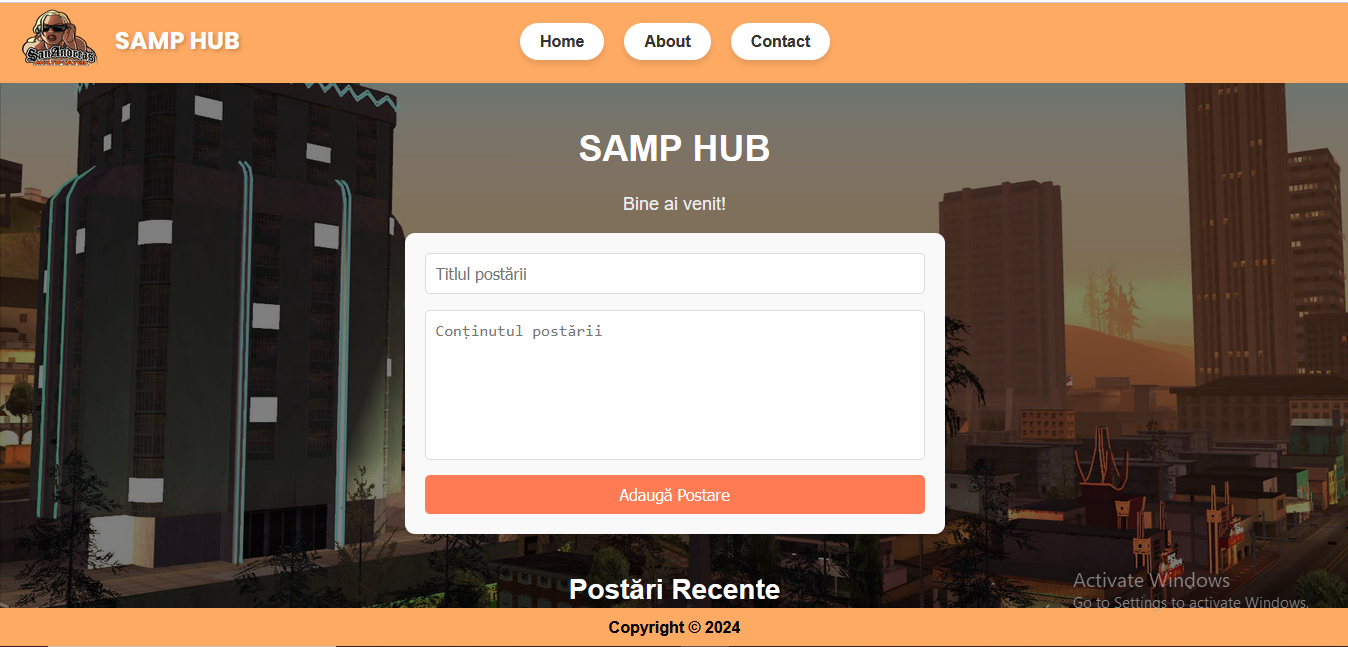 San Andreas
SAMP HUB
Home
About
Contact
SAMP HUB
Bine ai venit!
Titlul postării
Conținutul postării
Adaugă Postare
Postări Recente
Activate Windows
Go to Settings to activate Windows.
Copyright © 2024